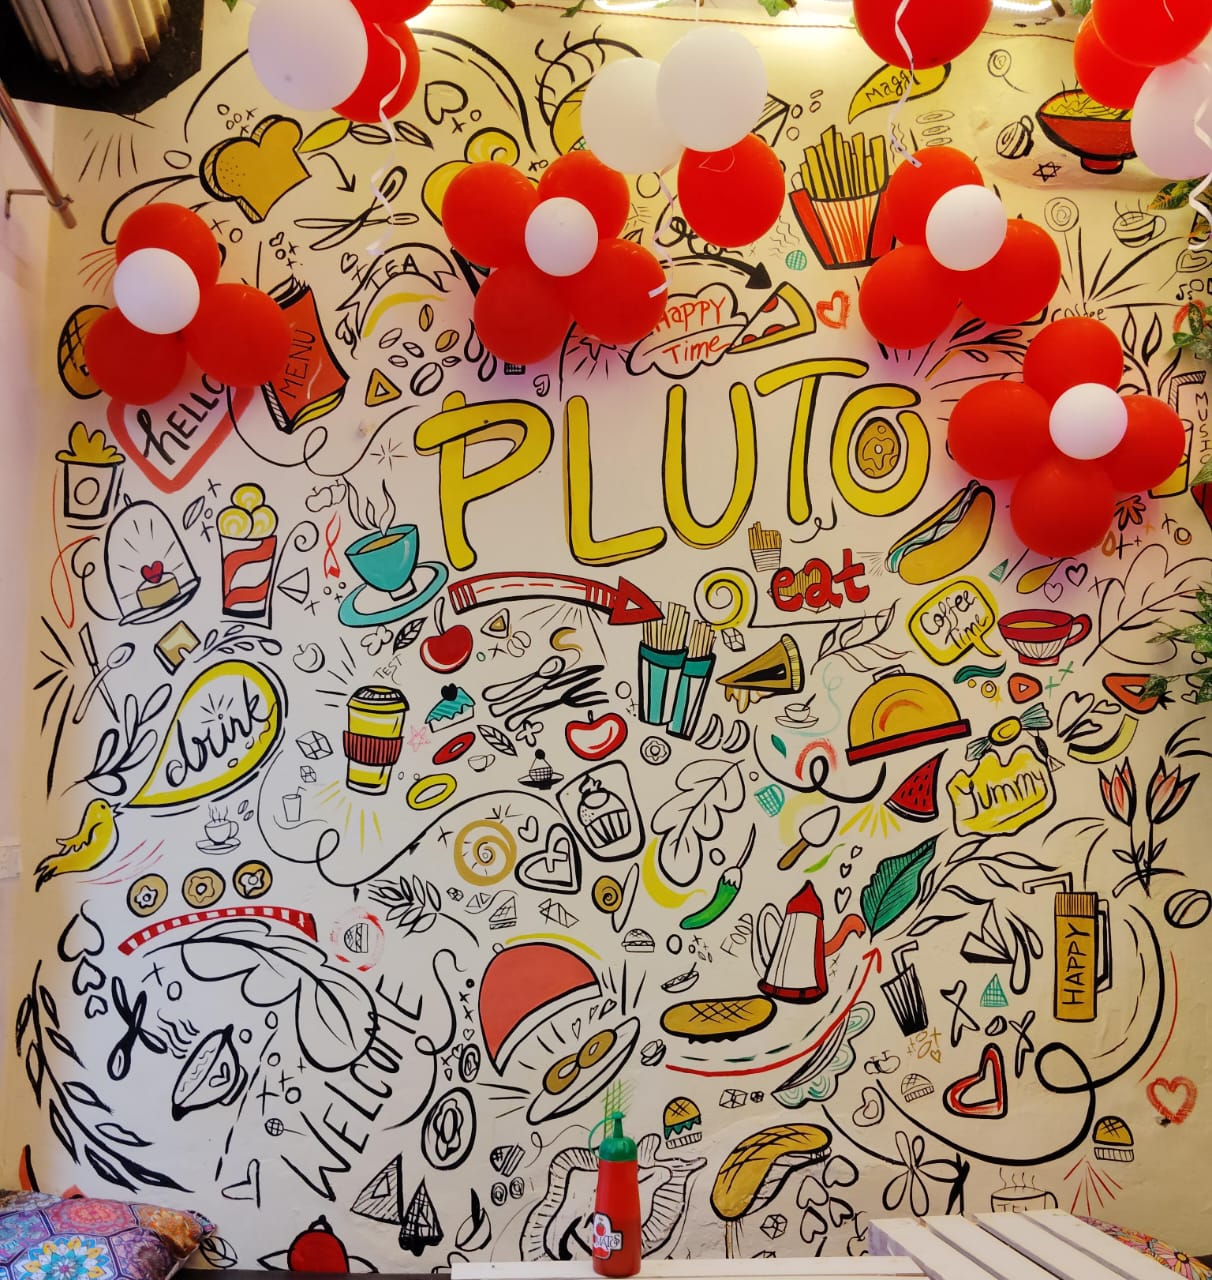 Maggi
TEA
Happy
Time
Coffee
MENU
hello
PLUTO
MUSIC
eat
Coffee
Time
TEST
drink
Yummy
FOOD
HAPPY
WELCOME
TEA